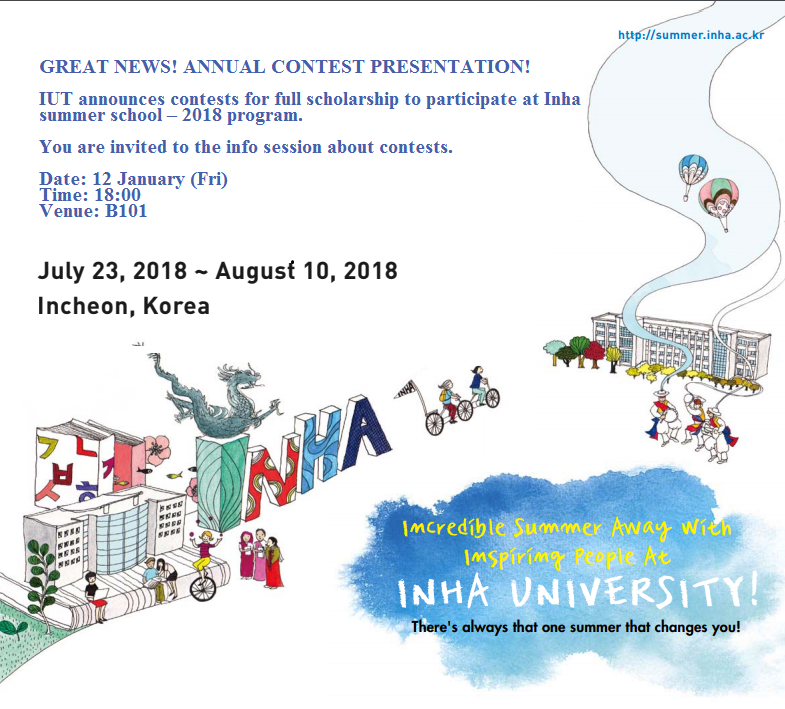 http://summer.inha.ac.kr
GREAT NEWS! ANNUAL CONTEST PRESENTATION!
IUT announces contests for full scholarship to participate at Inha
summer school – 2018 program.
You are invited to the info session about contests.
Date: 12 January (Fri)
Time: 18:00
Venue: B101
July 23, 2018 ~ August 10, 2018
Incheon, Korea
INHA
Incredible Summer Away With
Inspiring People At
INHA UNIVERSITY!
There's always that one summer that changes you!